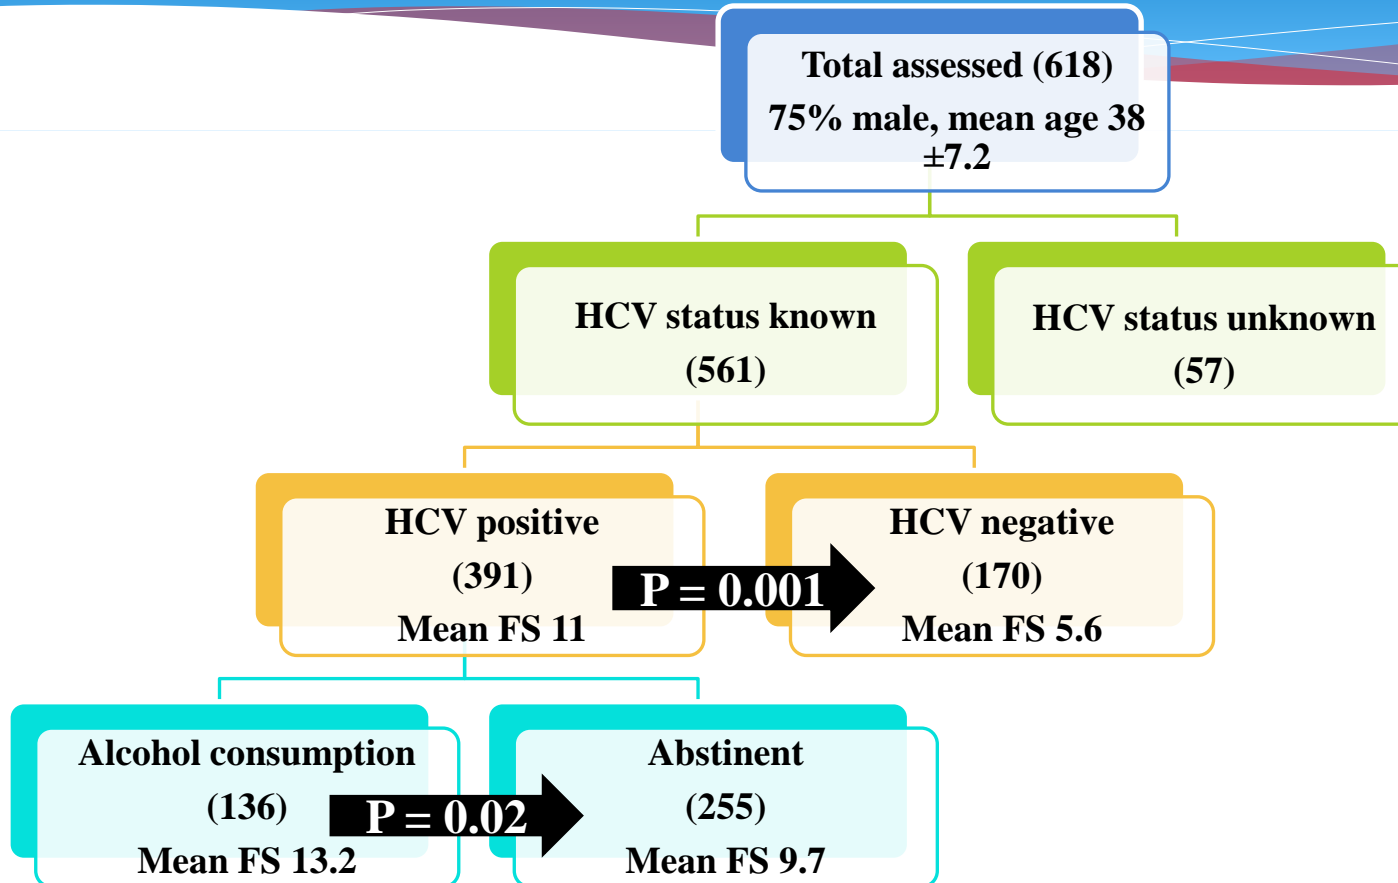 Total assessed (618)
75% male, mean age 38
±7.2
HCV status known
(561)
HCV status unknown
(57)
HCV positive
(391)
Mean FS 11
P = 0.001
HCV negative
(170)
Mean FS 5.6
Alcohol consumption
(136)
Mean FS 13.2
P = 0.02
Abstinent
(255)
Mean FS 9.7